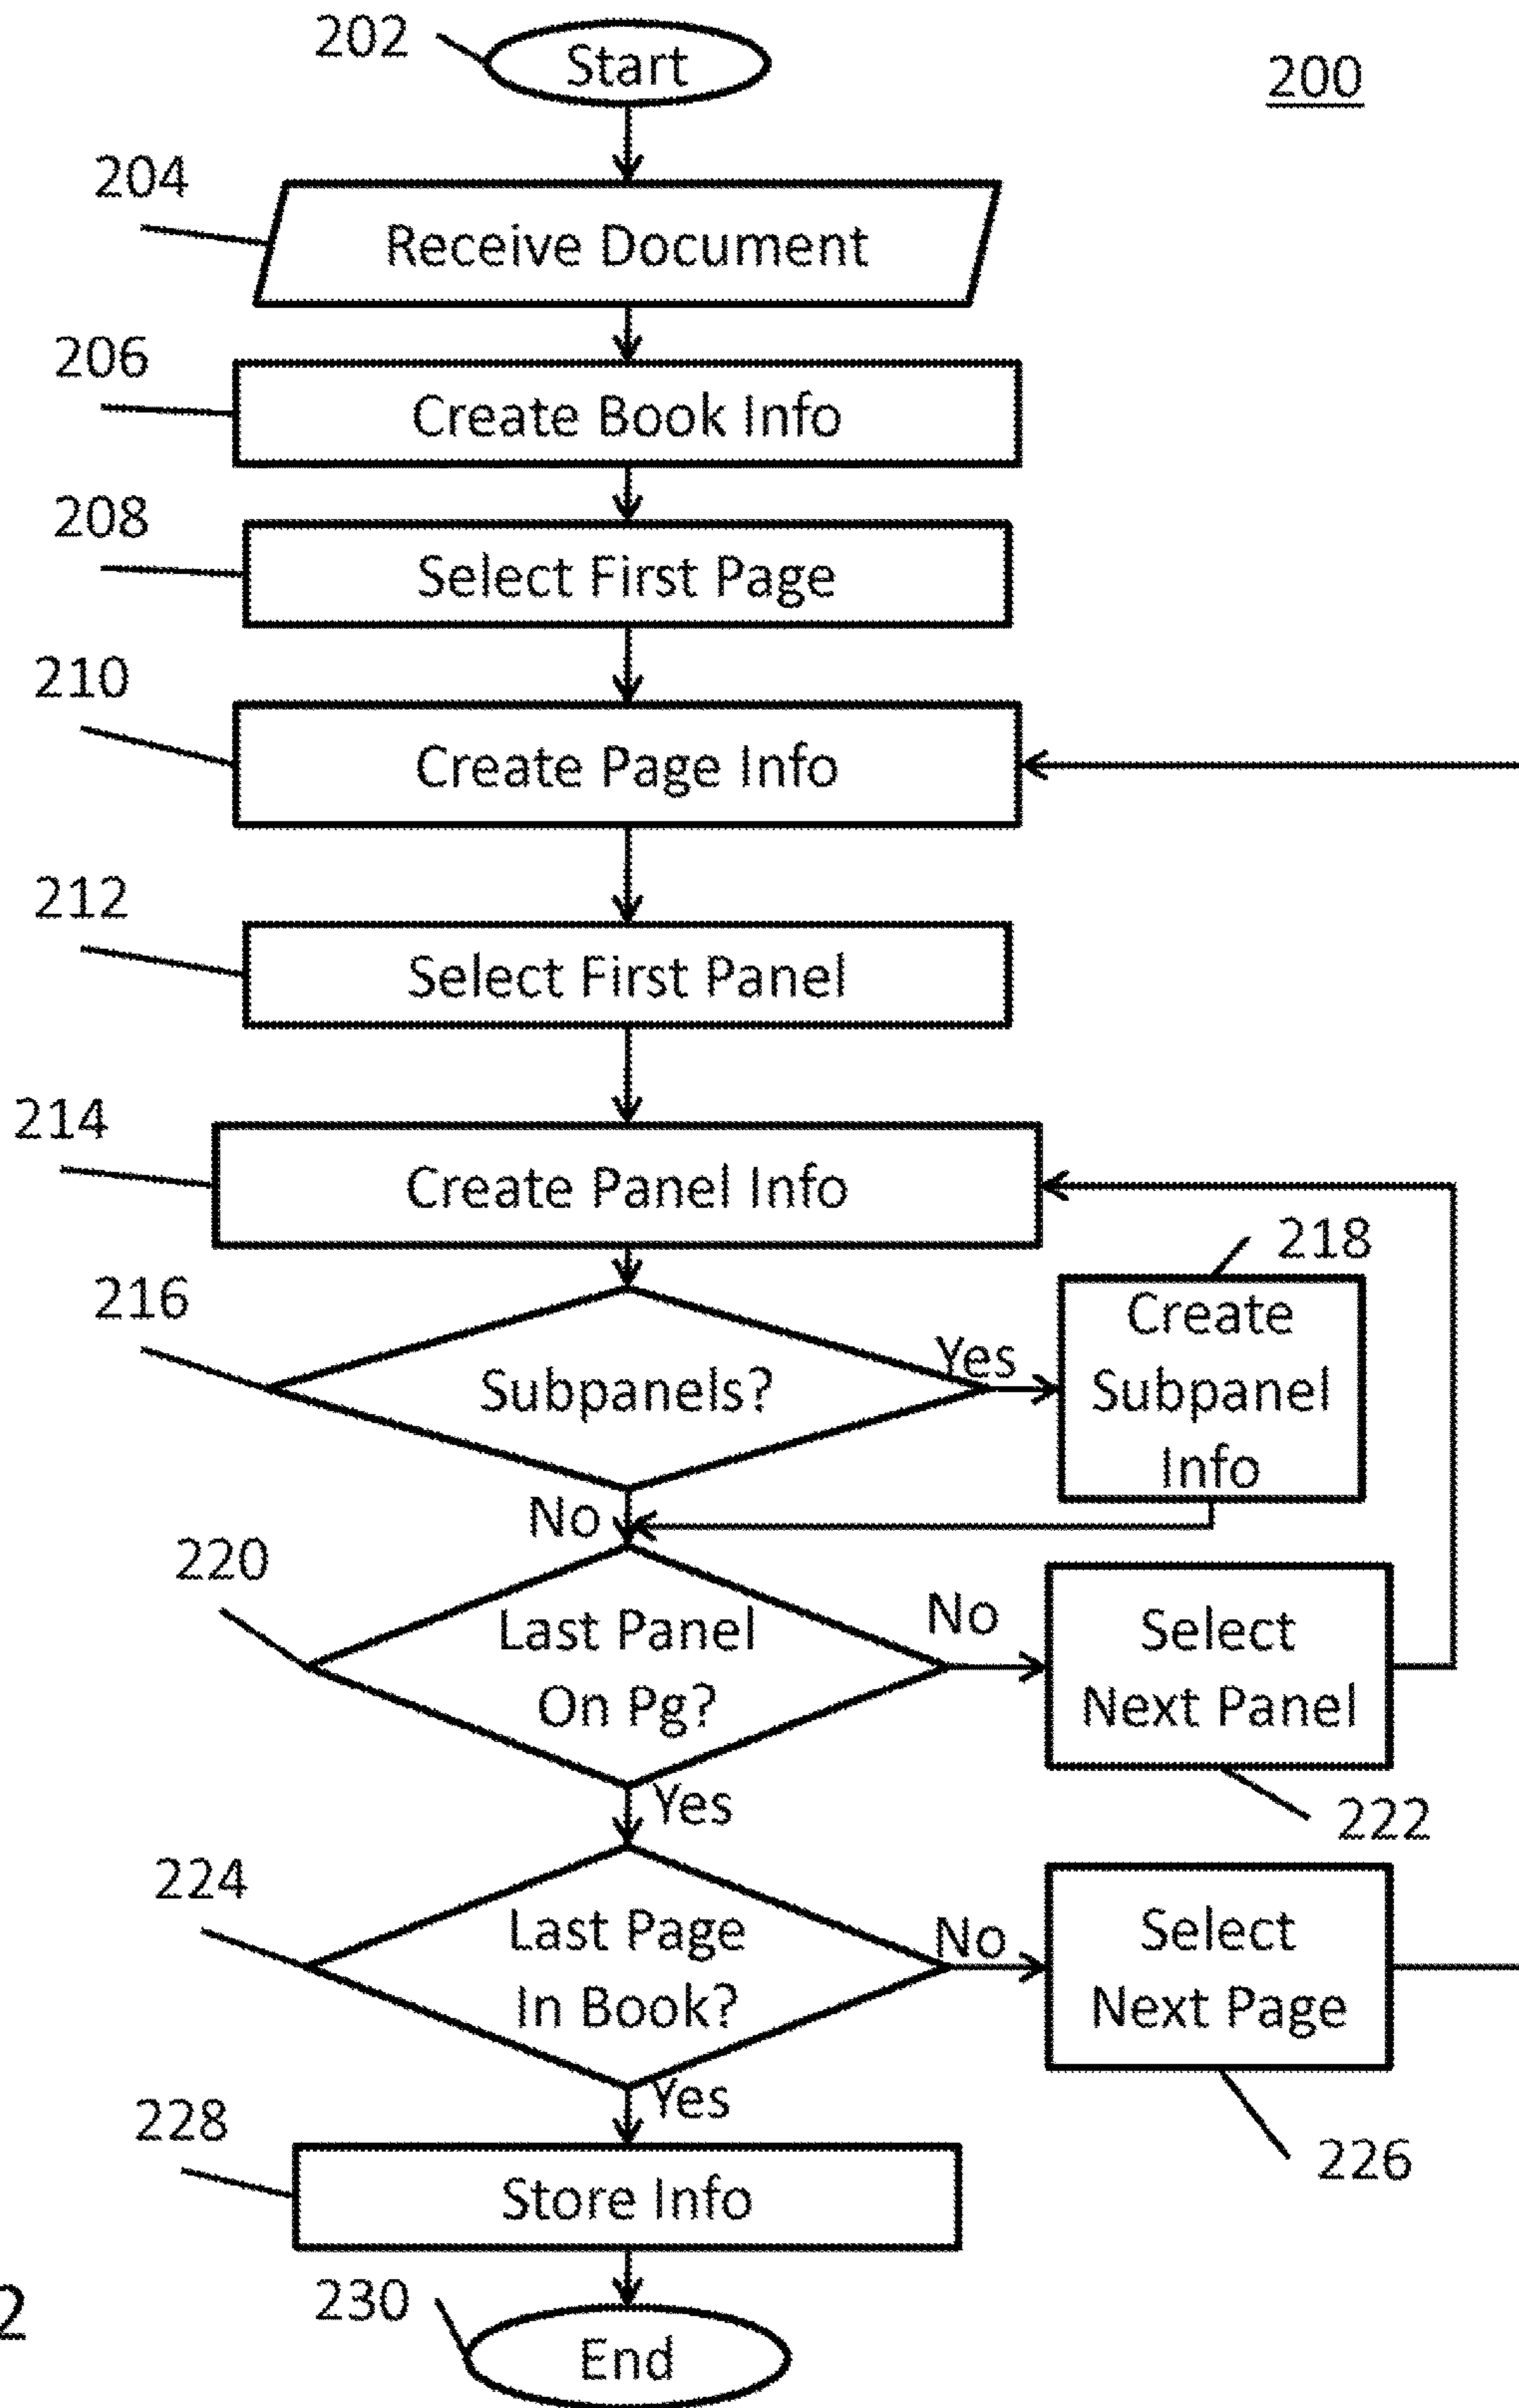 202
Start
200
204
Receive Document
206
Create Book Info
208
Select First Page
210
Create Page Info
212
Select First Panel
214
Create Panel Info
218
216
Subpanels?
Yes
Create
Subpanel
Info
No
220
Last Panel
On Pg?
No
Select
Next Panel
222
Yes
224
Last Page
In Book?
No
Select
Next Page
226
Yes
228
Store Info
2
230
End